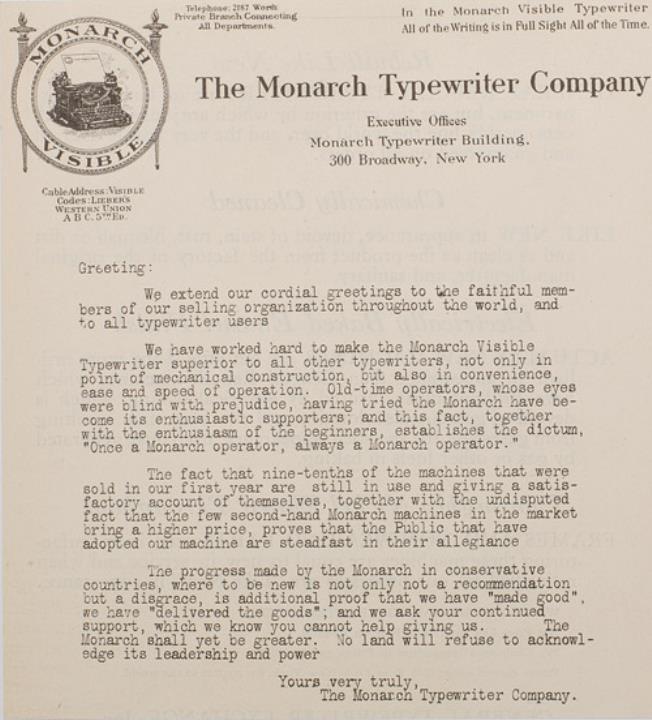 Telephone: 2087 Worth
Private Branch Connecting
All Departments.
In the Monarch Visible Typewriter
All of the Writing is in Full Sight All of the Time.
MONARCH
VISIBLE
The Monarch Typewriter Company
Executive Offices
Monarch Typewriter Building,
300 Broadway, New York
Cable Address: VISIBLE
Codes: LIEBER'S
WESTERN UNION
A B C. 5TH ED.
Greeting:
We extend our cordial greetings to the faithful mem-
bers of our selling organization throughout the world, and
to all typewriter users
We have worked hard to make the Monarch Visible
Typewriter superior to all other typewriters, not only in
point of mechanical construction, but also in convenience,
ease and speed of operation. Old-time operators, whose eyes
were blind with prejudice, having tried the Monarch have be-
come its enthusiastic supporters; and this fact, together
with the enthusiasm of the beginners, establishes the dictum,
"Once a Monarch operator, always a Monarch operator."
The fact that nine-tenths of the machines that were
sold in our first year are still in use and giving a satis-
factory account of themselves, together with the undisputed
fact that the few second-hand Monarch machines in the market
bring a higher price, proves that the Public that have
adopted our machine are steadfast in their allegiance
The progress made by the Monarch in conservative
countries, where to be new is not only not a recommendation
but a disgrace, is additional proof that we have "made good",
we have "delivered the goods"; and we ask your continued
support, which we know you cannot help giving us. The
Monarch shall yet be greater. No land will refuse to acknowl-
edge its leadership and power
Yours very truly,
The Monarch Typewriter Company.